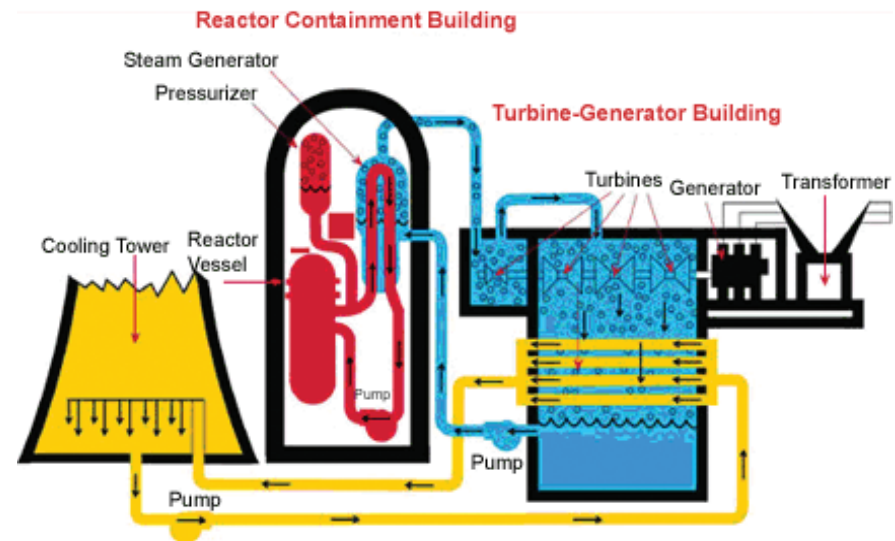 Reactor Containment Building
Steam Generator
Pressurizer
Turbine-Generator Building
Turbines
Generator
Transformer
Cooling Tower
Reactor
Vessel
Pump
Pump
Pump